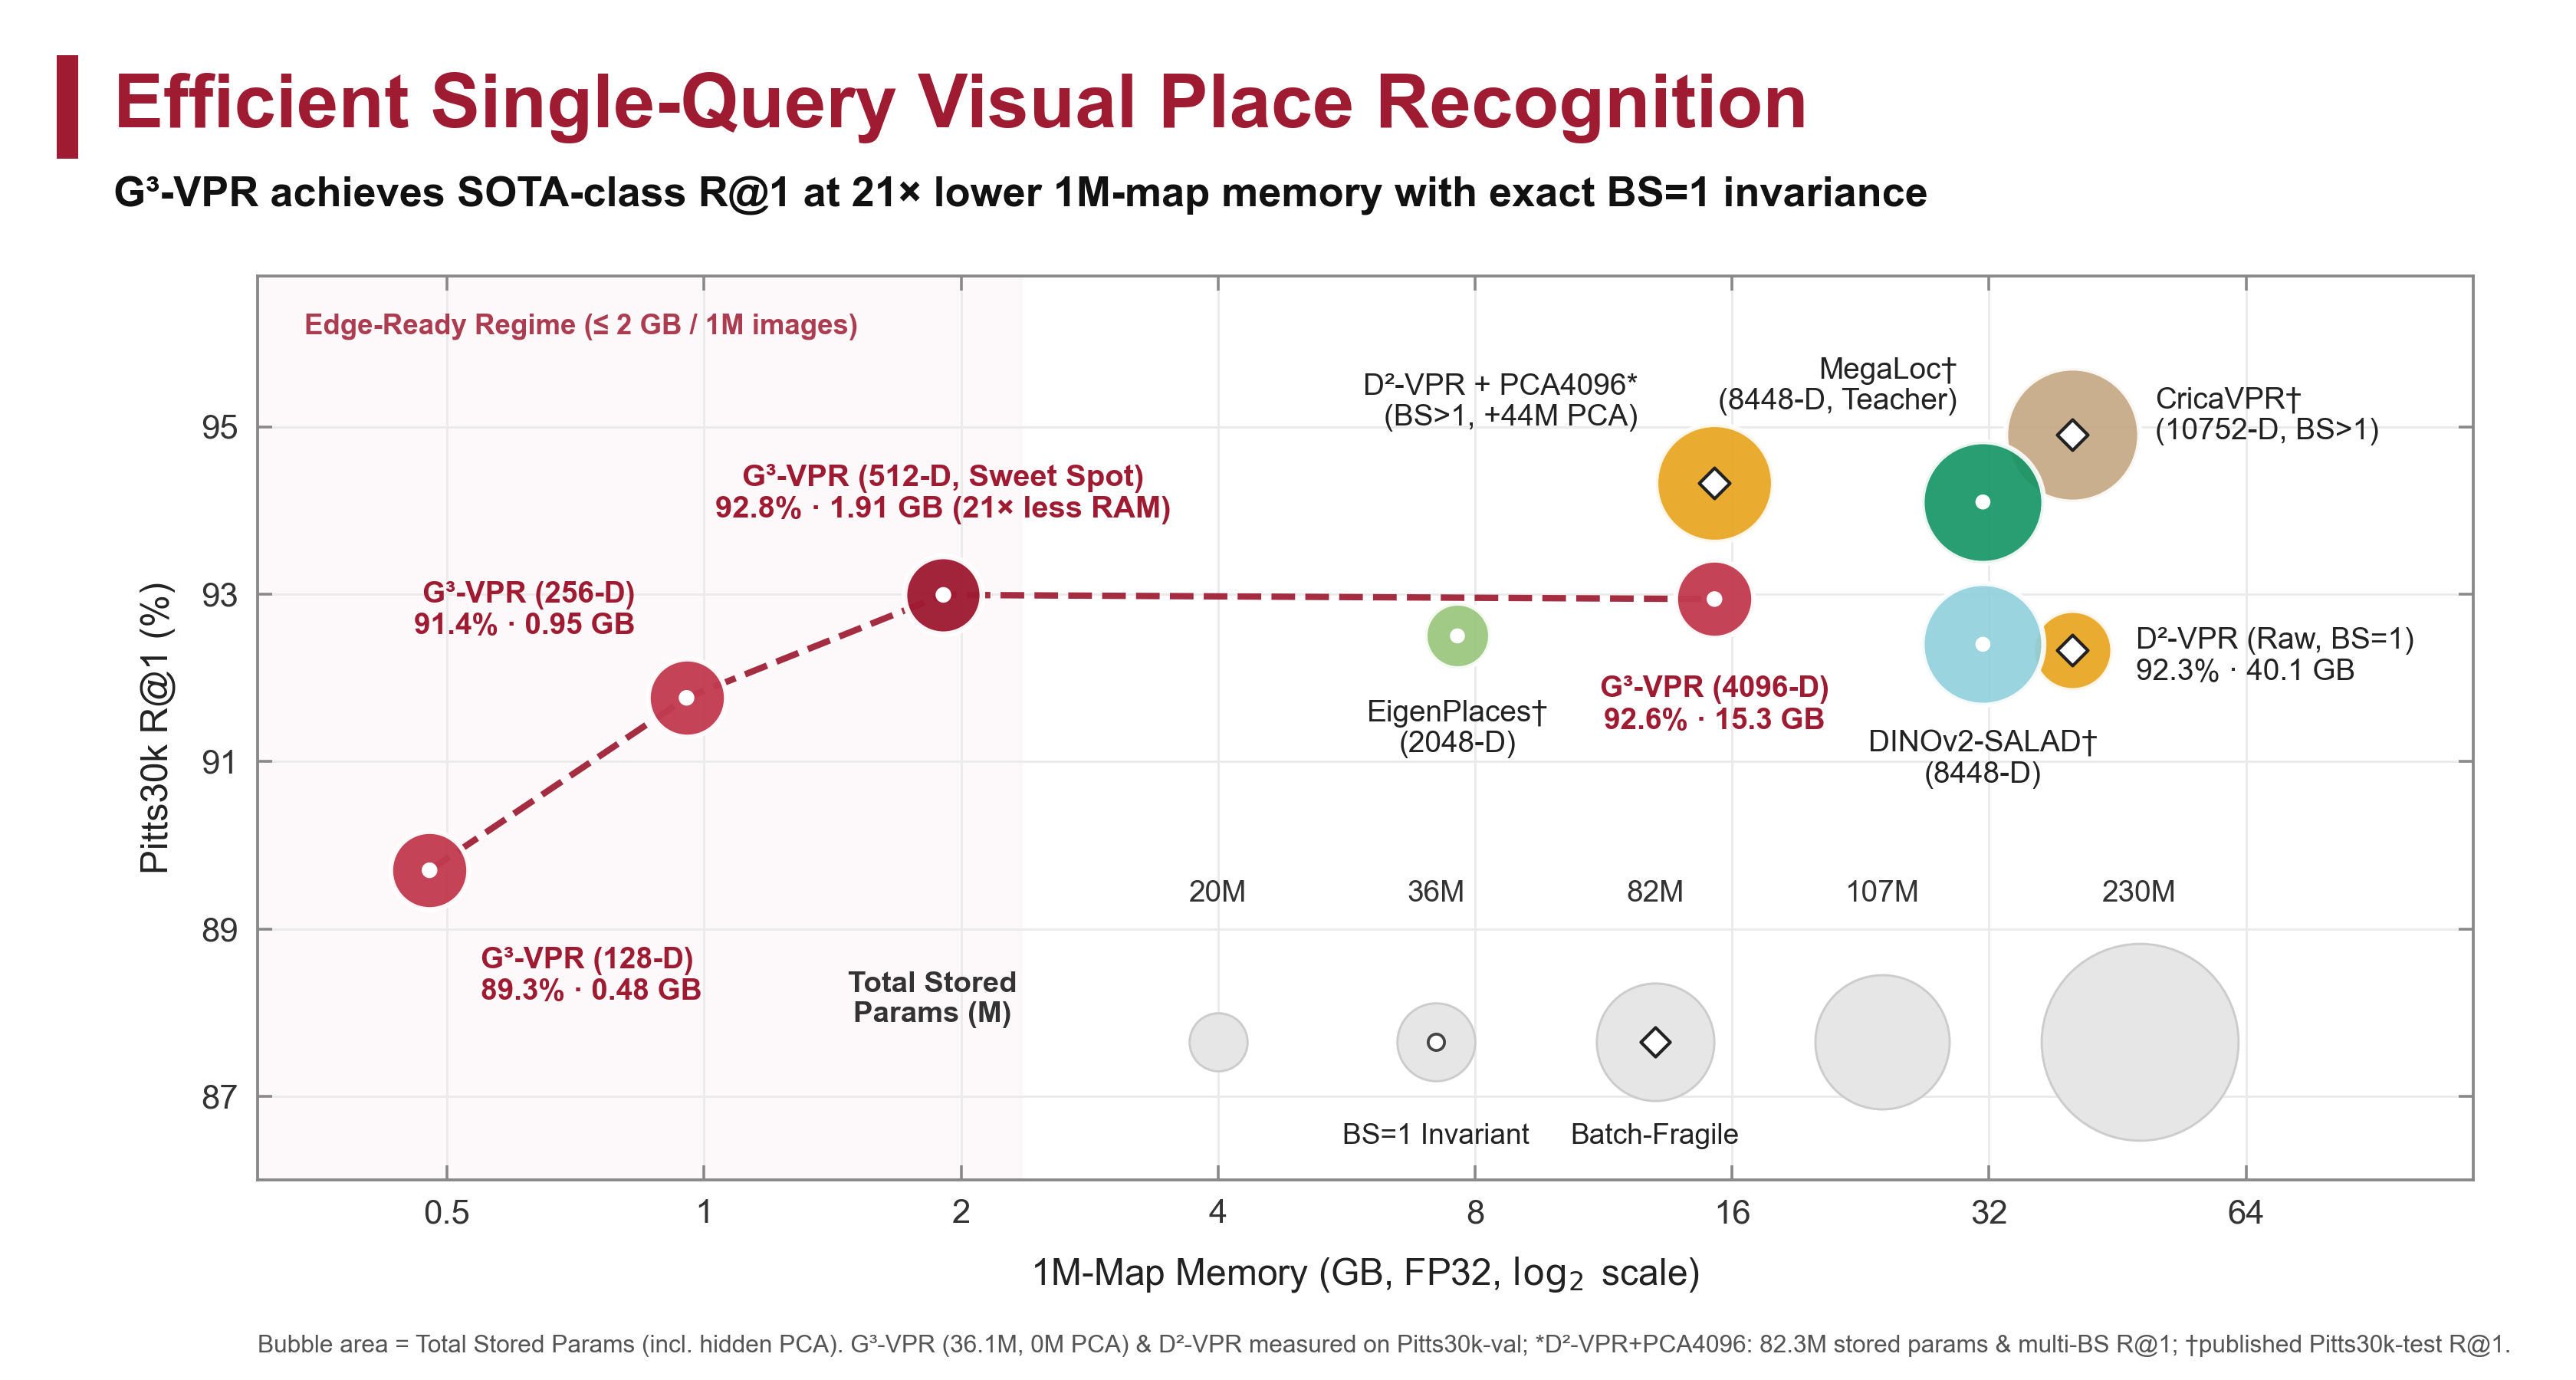 Efficient Single-Query Visual Place Recognition
G³-VPR achieves SOTA-class R@1 at 21× lower 1M-map memory with exact BS=1 invariance
Edge-Ready Regime (≤ 2 GB / 1M images)
D²-VPR + PCA4096*
(BS>1, +44M PCA)
MegaLoc†
(8448-D, Teacher)
CricaVPR†
(10752-D, BS>1)
G³-VPR (512-D, Sweet Spot)
92.8% · 1.91 GB (21× less RAM)
G³-VPR (256-D)
91.4% · 0.95 GB
D²-VPR (Raw, BS=1)
92.3% · 40.1 GB
G³-VPR (4096-D)
92.6% · 15.3 GB
EigenPlaces†
(2048-D)
DINOv2-SALAD†
(8448-D)
G³-VPR (128-D)
89.3% · 0.48 GB
Total Stored
Params (M)
20M
36M
82M
107M
230M
BS=1 Invariant
Batch-Fragile
Pitts30k R@1 (%)
95
93
91
89
87
0.5
1
2
4
8
16
32
64
1M-Map Memory (GB, FP32, log₂ scale)
Bubble area = Total Stored Params (incl. hidden PCA). G³-VPR (36.1M, 0M PCA) & D²-VPR measured on Pitts30k-val; *D²-VPR+PCA4096: 82.3M stored params & multi-BS R@1; †published Pitts30k-test R@1.